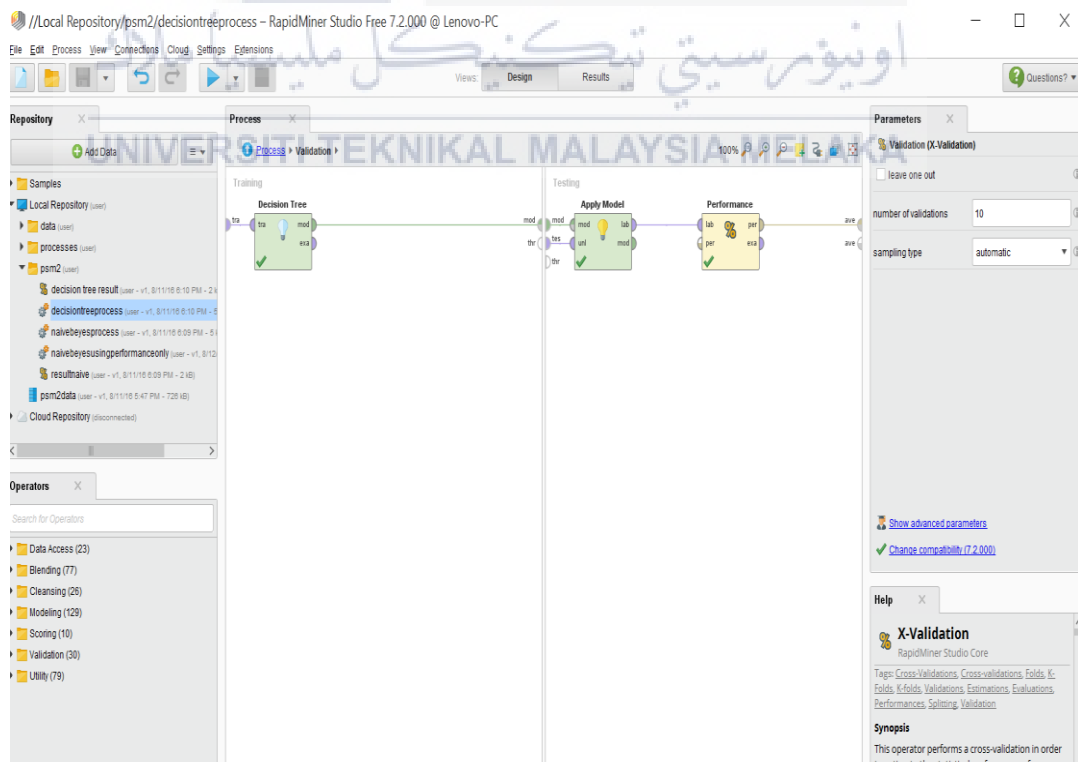 //Local Repository/psm2/decisiontreeprocess – RapidMiner Studio Free 7.2.000 @ Lenovo-PC
File Edit Process View Connections Cloud Settings Extensions
اونيورسيتي تيكنيكل مليسيا ملاك
Views: Design Results
Questions?
Repository
Add Data
UNIVERSITI TEKNIKAL MALAYSIA MELAKA
Samples
Local Repository (user)
data (user)
processes (user)
psm2 (user)
decision tree result (user - v1, 8/11/16 6:10 PM - 2 k
decisiontreeprocess (user - v1, 8/11/16 6:10 PM - 5
naivebeyesprocess (user - v1, 8/11/16 6:09 PM - 5 k
naivebeyesusingperformanceonly (user - v1, 8/12
resultnaive (user - v1, 8/11/16 6:09 PM - 2 kB)
psm2data (user - v1, 8/11/16 5:47 PM - 726 kB)
Cloud Repository (disconnected)
Operators
Search for Operators
Data Access (23)
Blending (77)
Cleansing (26)
Modeling (129)
Scoring (10)
Validation (30)
Utility (79)
Process
Process Validation
100%
Training
Decision Tree
tra tra mod mod
exa thr
Testing
Apply Model
mod mod lab
tes unl mod
thr
Performance
lab per ave
per exa ave
Parameters
Validation (X-Validation)
leave one out
number of validations 10
sampling type automatic
Show advanced parameters
Change compatibility (7.2.000)
Help
X-Validation
RapidMiner Studio Core
Tags: Cross-Validations, Cross-validations, Folds, K-
Folds, K-folds, Validations, Estimations, Evaluations,
Performances, Splitting, Validation
Synopsis
This operator performs a cross-validation in order